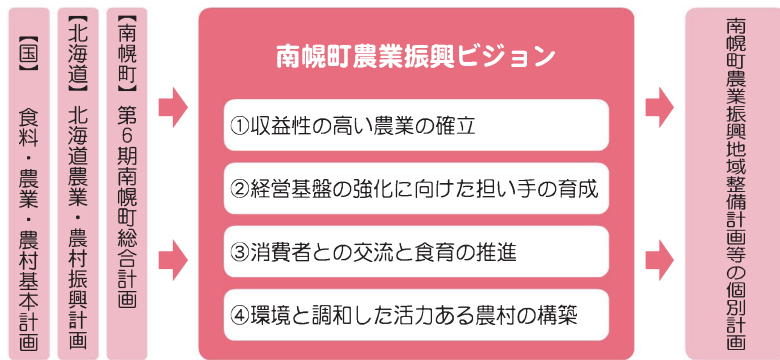 【国】　食料・農業・農村基本計画
【北海道】北海道農業・農村振興計画
【南幌町】第6期南幌町総合計画
南幌町農業振興ビジョン
①収益性の高い農業の確立
②経営基盤の強化に向けた担い手の育成
③消費者との交流と食育の推進
④環境と調和した活力ある農村の構築
南幌町農業振興地域整備計画等の個別計画